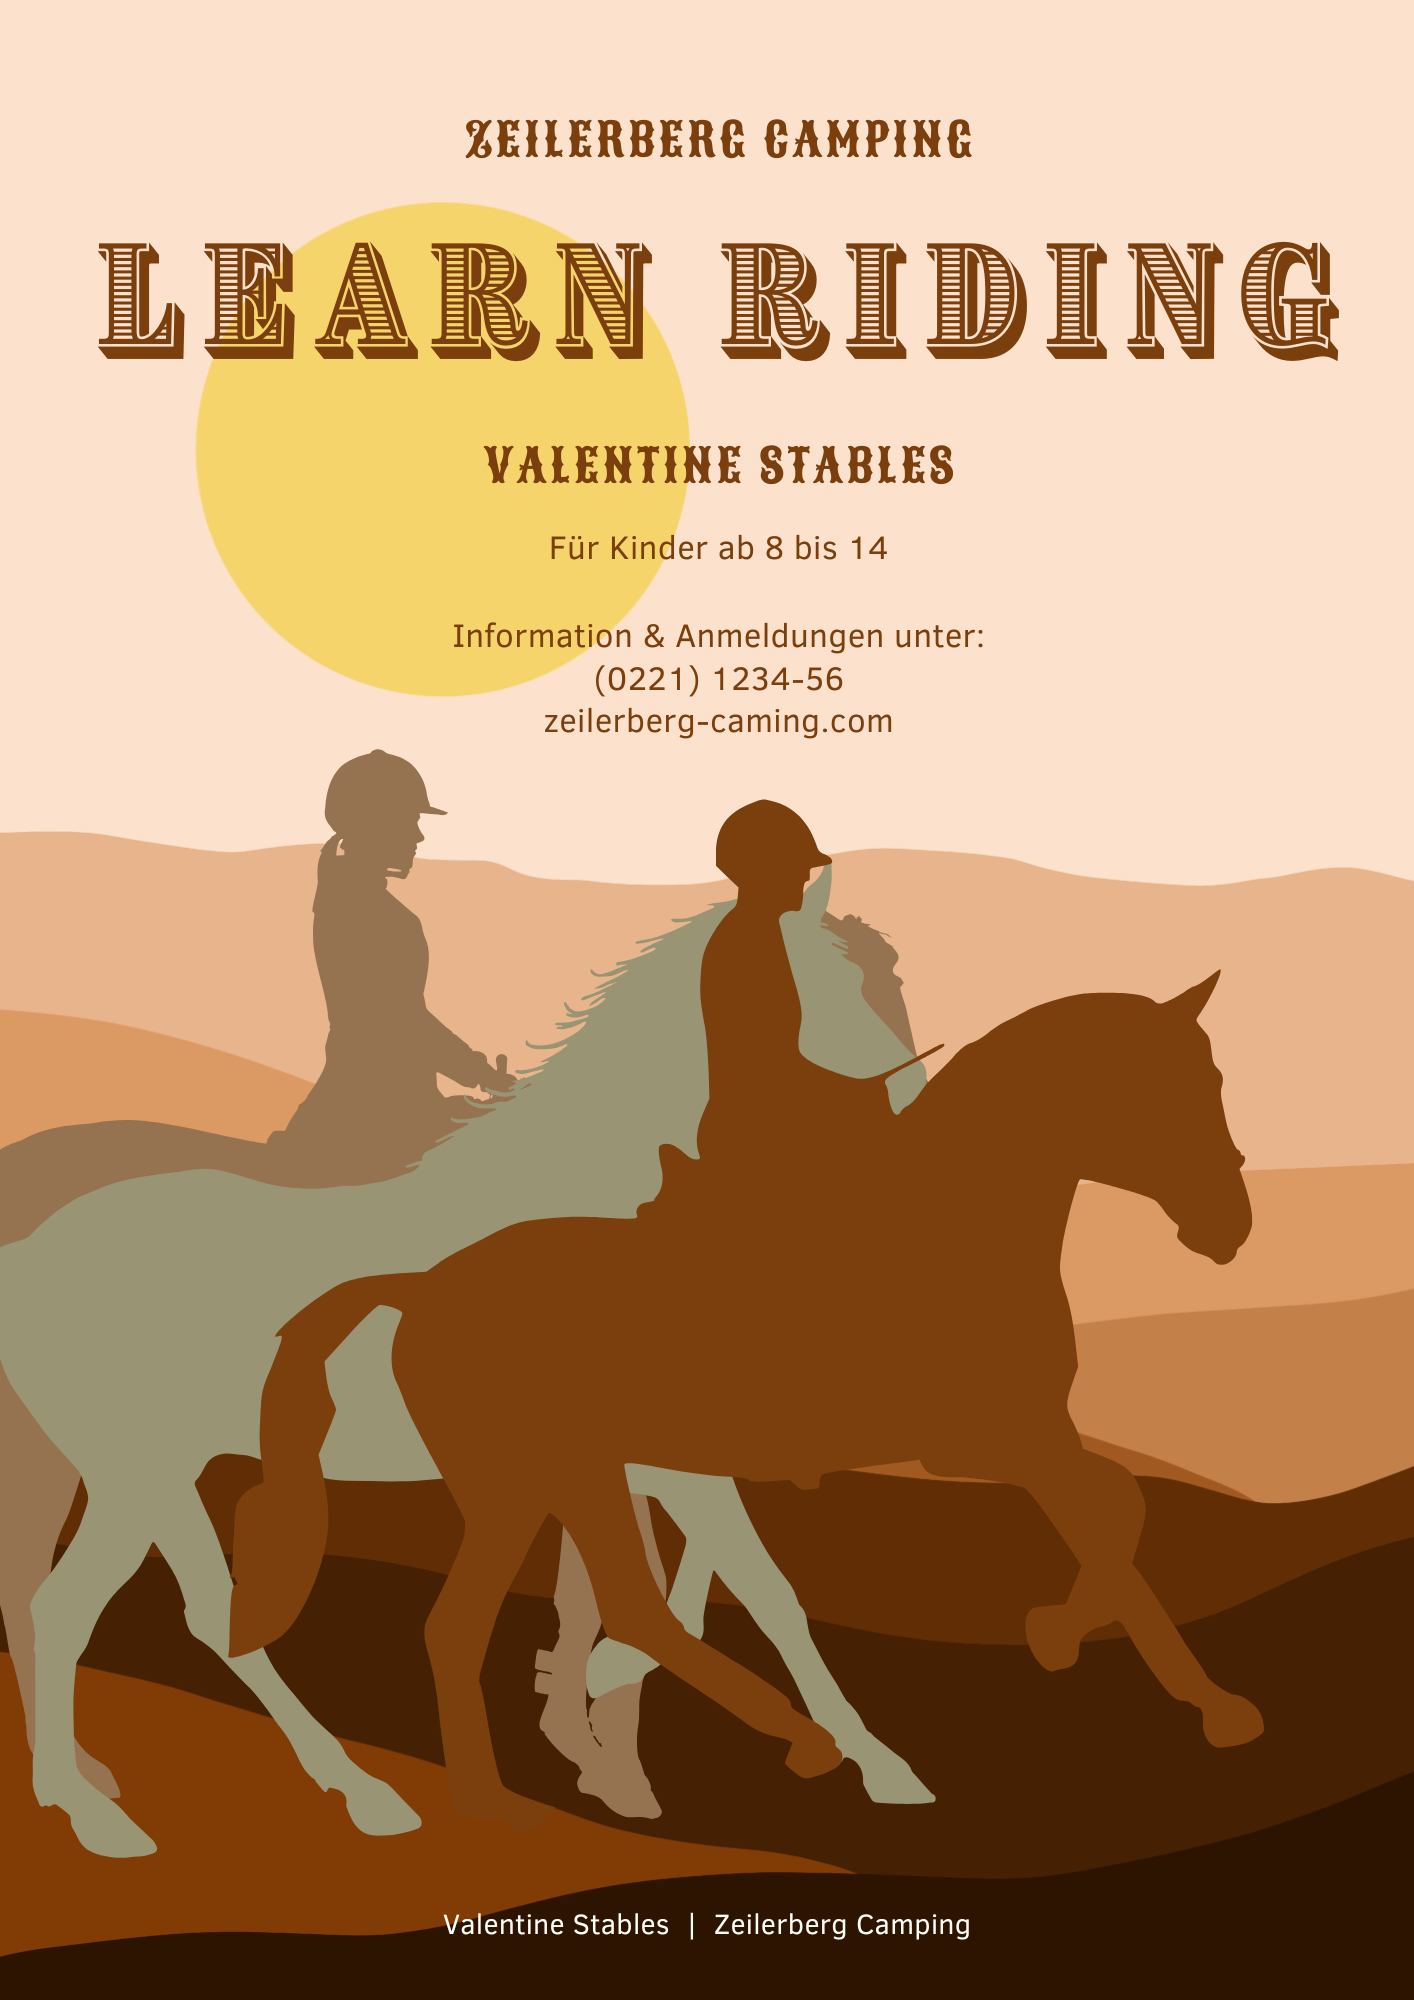 ZEILERBERG CAMPING
LEARN RIDING
VALENTINE STABLES
Für Kinder ab 8 bis 14
Information & Anmeldungen unter:
(0221) 1234-56
zeilerberg-caming.com
Valentine Stables | Zeilerberg Camping